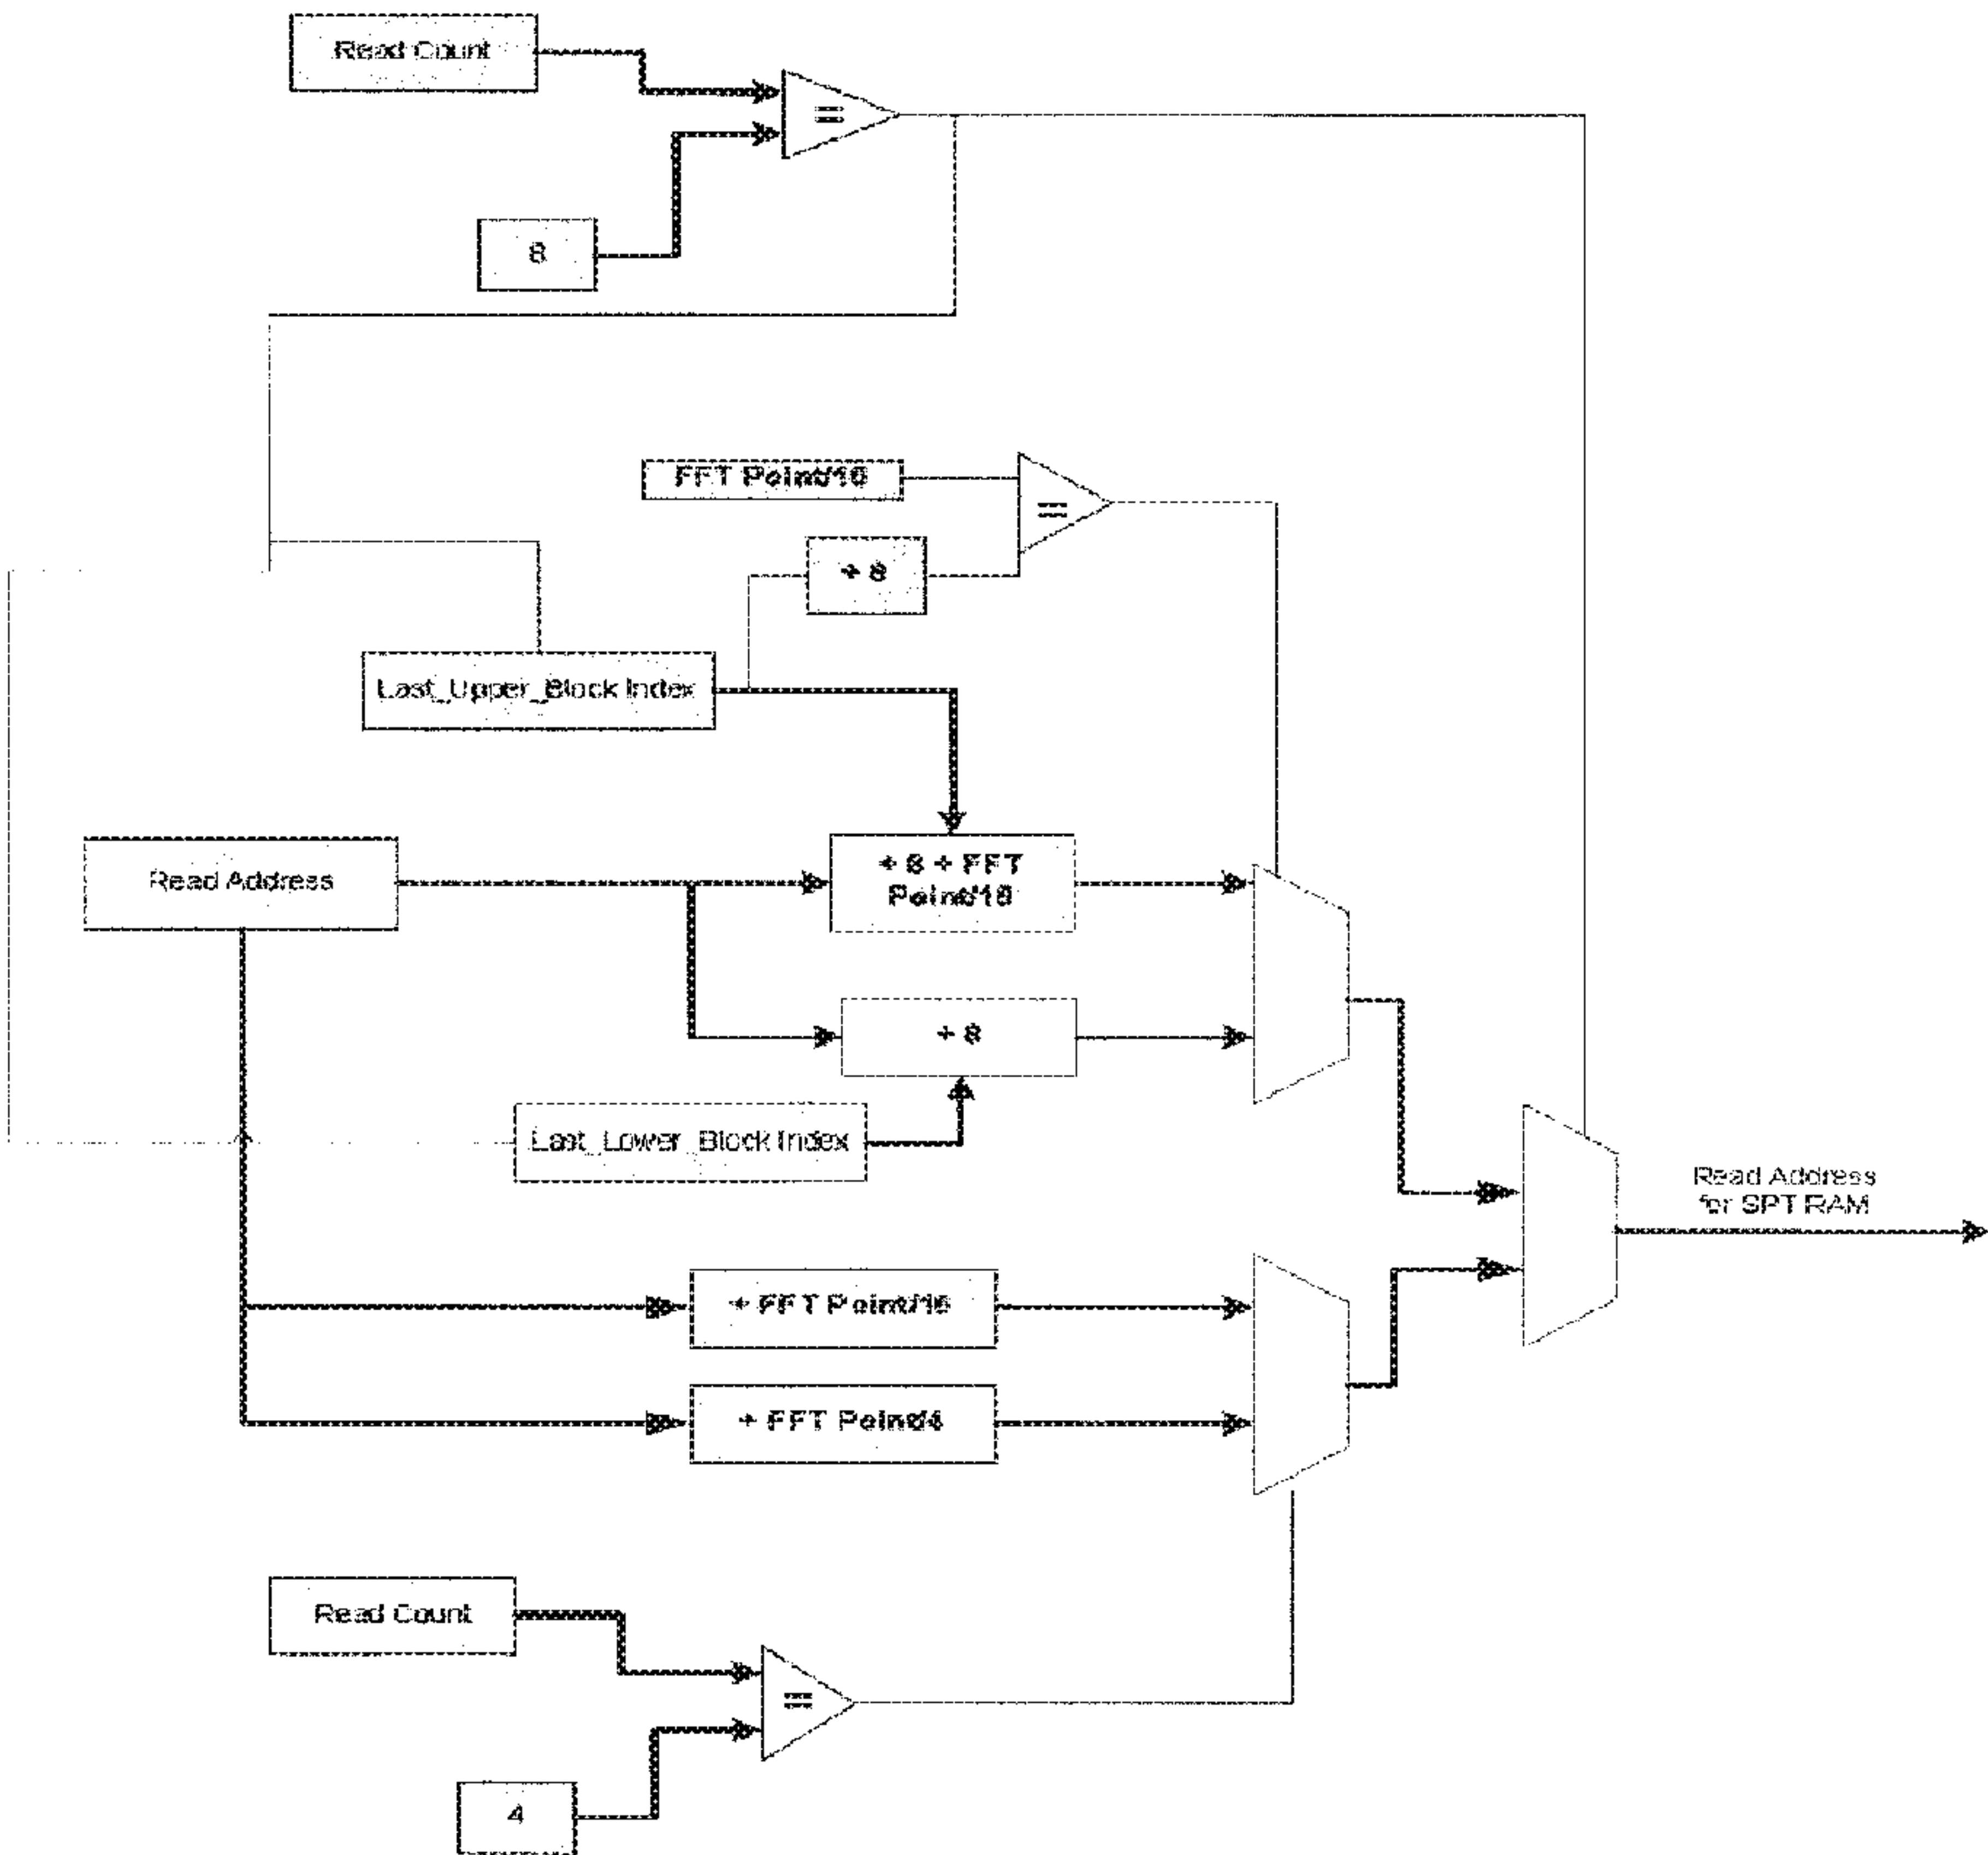 Read Count
=
8
FFT Point/16
=
+ 8
Last_Upper_Block Index
Read Address
+ 8 + FFT
Point/16
+ 8
Last_Lower_Block Index
Read Address
for SPT RAM
+ FFT Point/16
+ FFT Point/4
Read Count
=
4